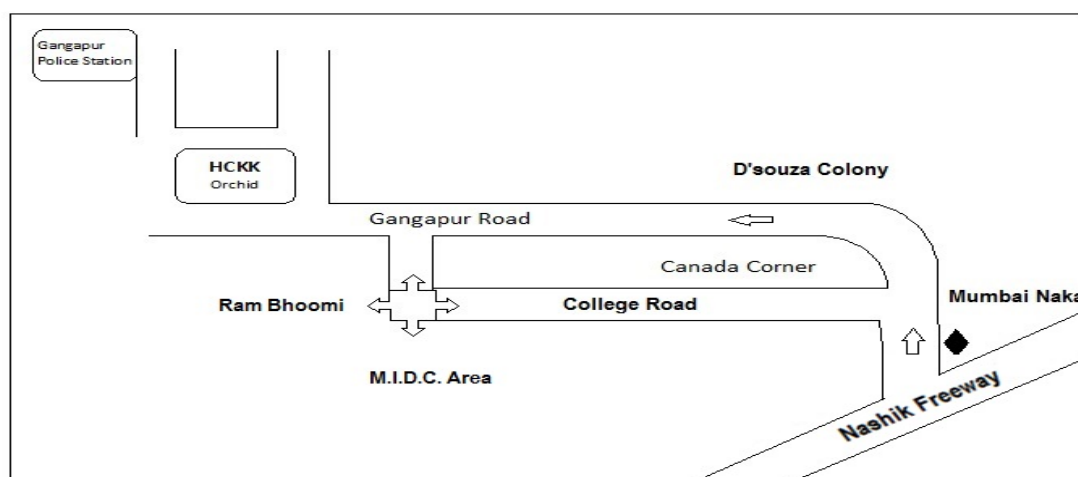 Gangapur
Police Station
HCKK
Orchid
D'souza Colony
Gangapur Road
Canada Corner
Ram Bhoomi
College Road
Mumbai Naka
M.I.D.C. Area
Nashik Freeway